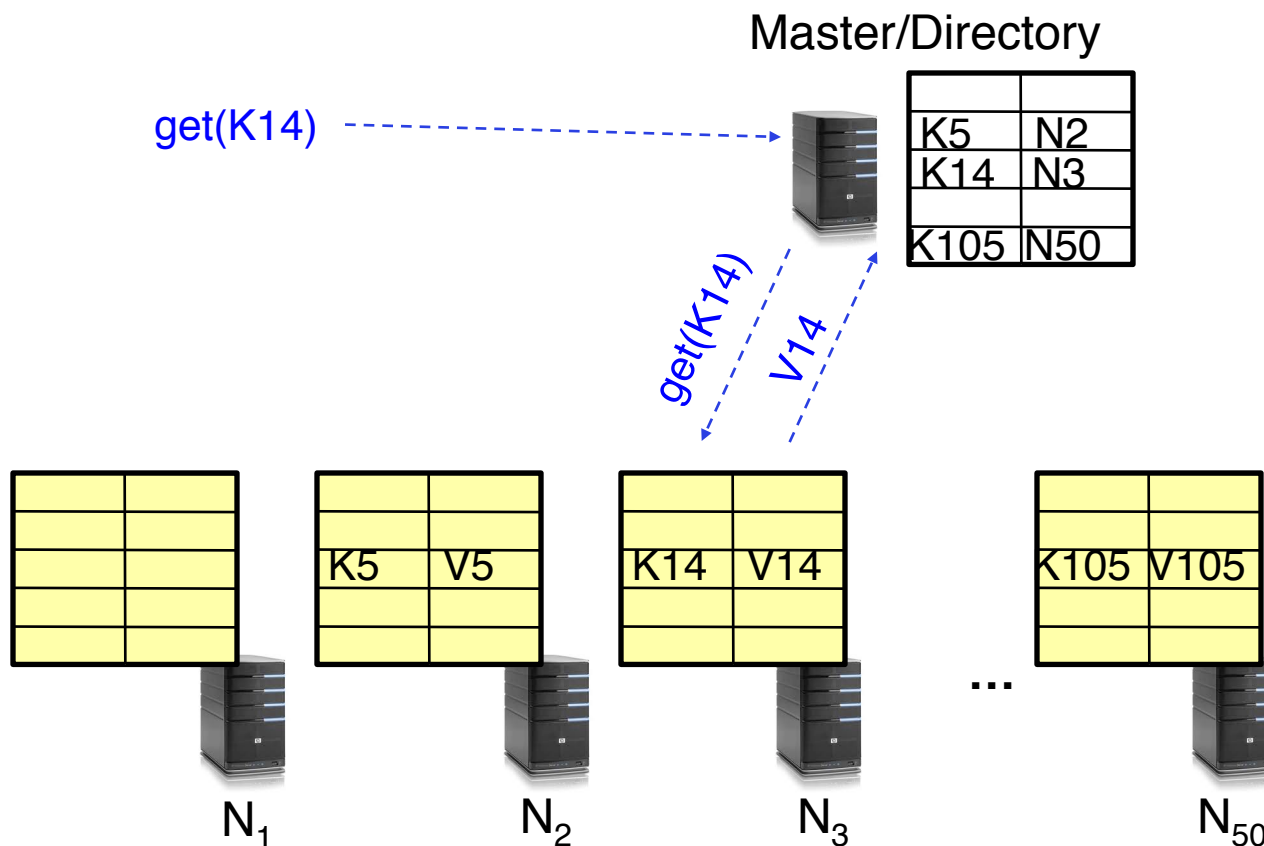 Master/Directory
get(K14)
K5 N2
K14 N3
K105 N50
get(K14)
V14
K5 V5
K14 V14
K105 V105
...
N1
N2
N3
N50